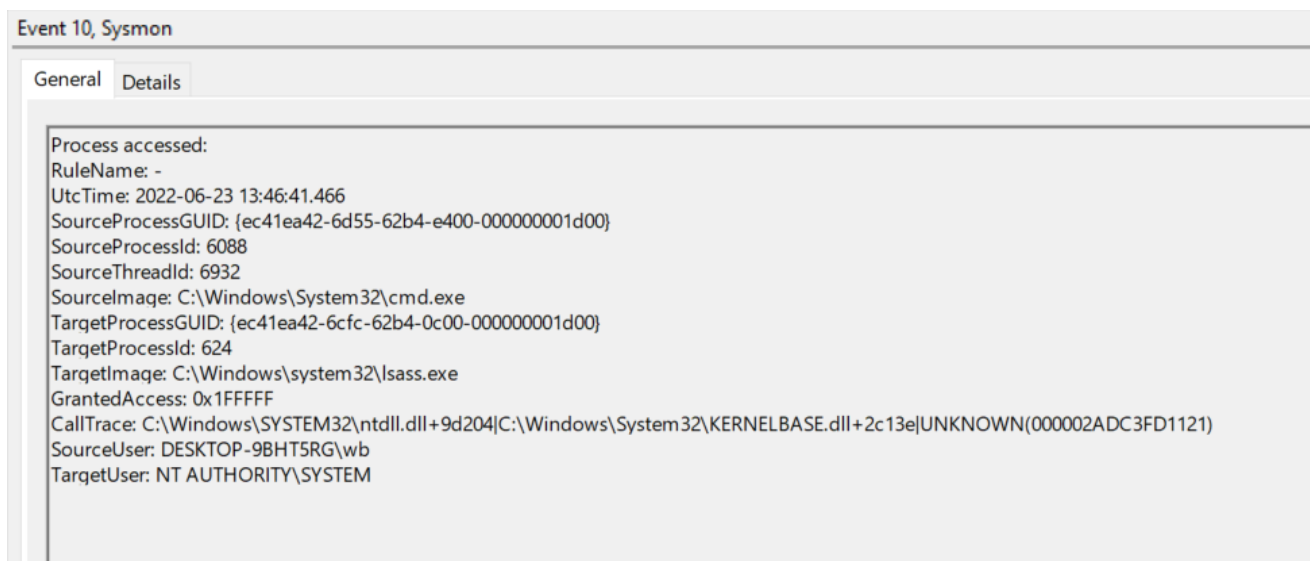 Event 10, Sysmon
General Details
Process accessed:
RuleName: -
UtcTime: 2022-06-23 13:46:41.466
SourceProcessGUID: {ec41ea42-6d55-62b4-e400-000000001d00}
SourceProcessId: 6088
SourceThreadId: 6932
SourceImage: C:\Windows\System32\cmd.exe
TargetProcessGUID: {ec41ea42-6cfc-62b4-0c00-000000001d00}
TargetProcessId: 624
TargetImage: C:\Windows\system32\lsass.exe
GrantedAccess: 0x1FFFFF
CallTrace: C:\Windows\SYSTEM32\ntdll.dll+9d204|C:\Windows\System32\KERNELBASE.dll+2c13e|UNKNOWN(000002ADC3FD1121)
SourceUser: DESKTOP-9BHT5RG\wb
TargetUser: NT AUTHORITY\SYSTEM